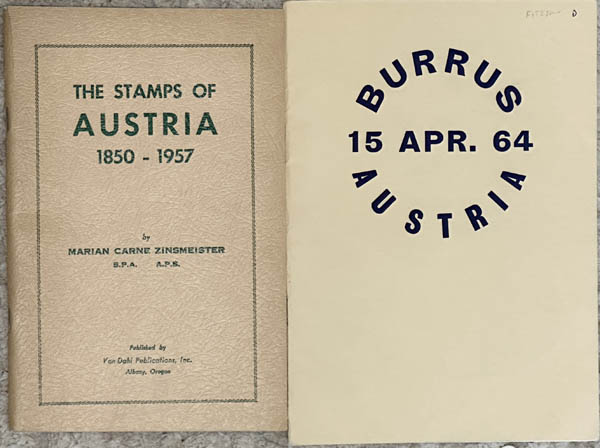 THE STAMPS OF
AUSTRIA
1850 - 1957
by
MARIAN CARNE ZINSMEISTER
S.P.A. A.P.S.
Published by
Van Dahl Publications, Inc.
Albany, Oregon
D
BURRUS
15 APR. 64
AUSTRIA